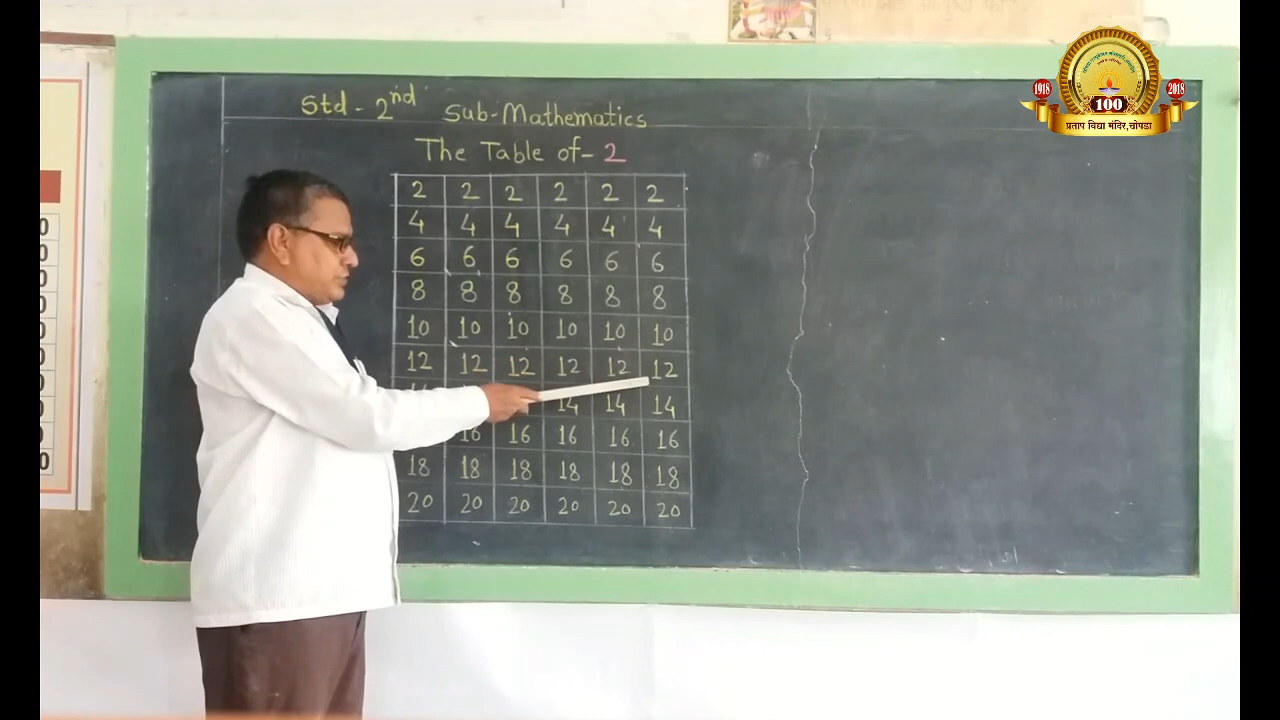 Std - 2nd Sub-Mathematics
The Table of - 2
2 2 2 2 2 2
4 4 4 4 4 4
6 6 6 6 6 6
8 8 8 8 8 8
10 10 10 10 10 10
12 12 12 12 12 12
14 14 14
16 16 16 16 16
18 18 18 18 18 18
20 20 20 20 20 20
1918
2018
100
प्रताप विद्या मंदिर,चोपडा